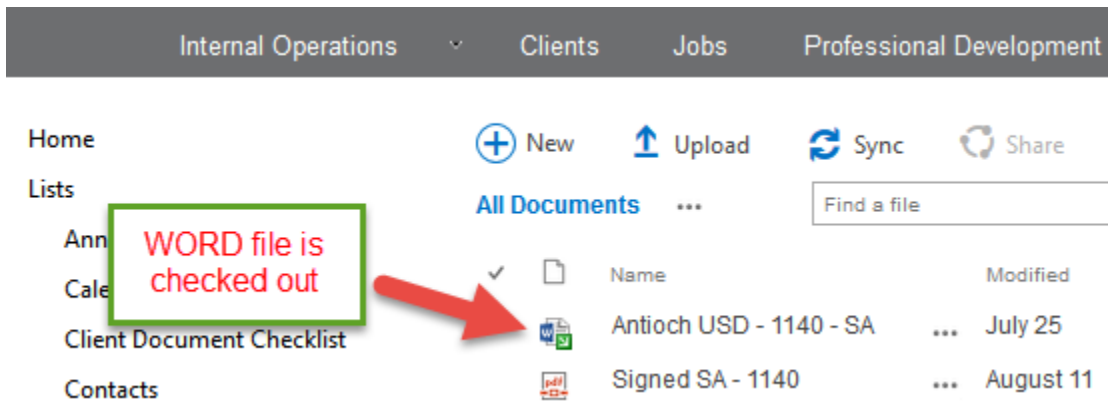 Internal Operations Clients Jobs Professional Development
Home
Lists
Ann
Cale
Client Document Checklist
Contacts
WORD file is
checked out
New Upload Sync Share
All Documents ... Find a file
Name Modified
Antioch USD - 1140 - SA ... July 25
Signed SA - 1140 ... August 11